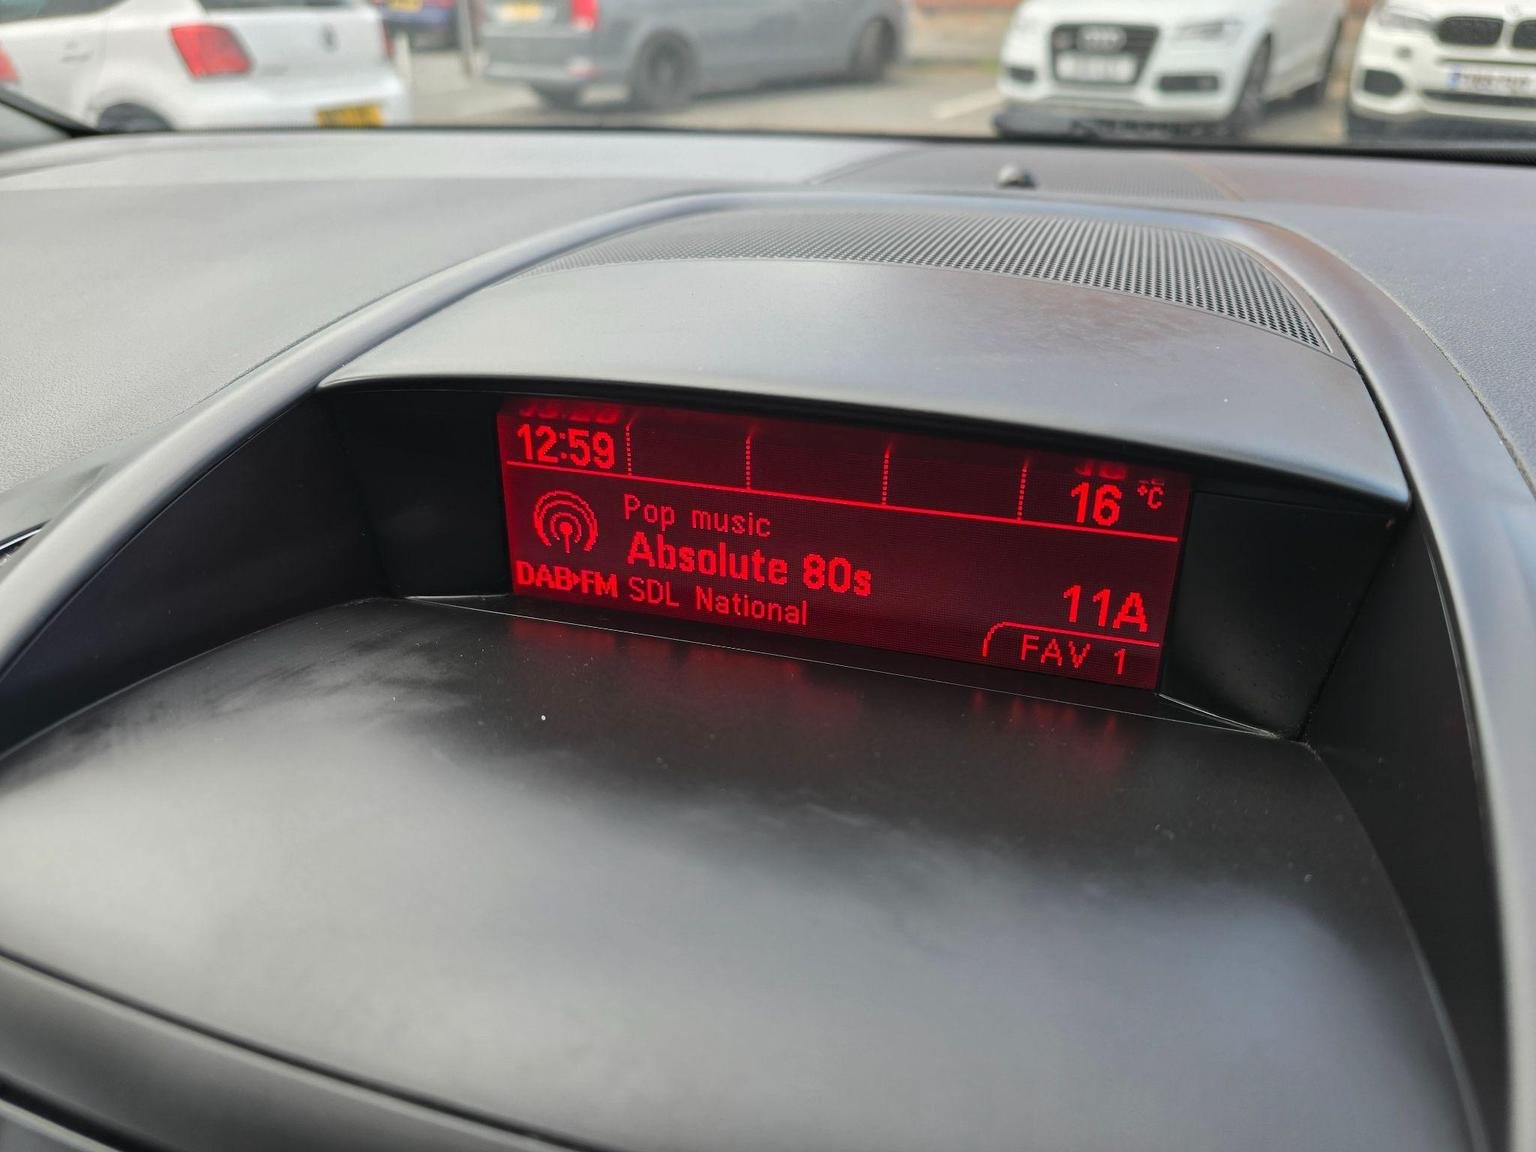 12:59
16 °C
Pop music
Absolute 80s
DAB▸FM SDL National
11A
FAV 1